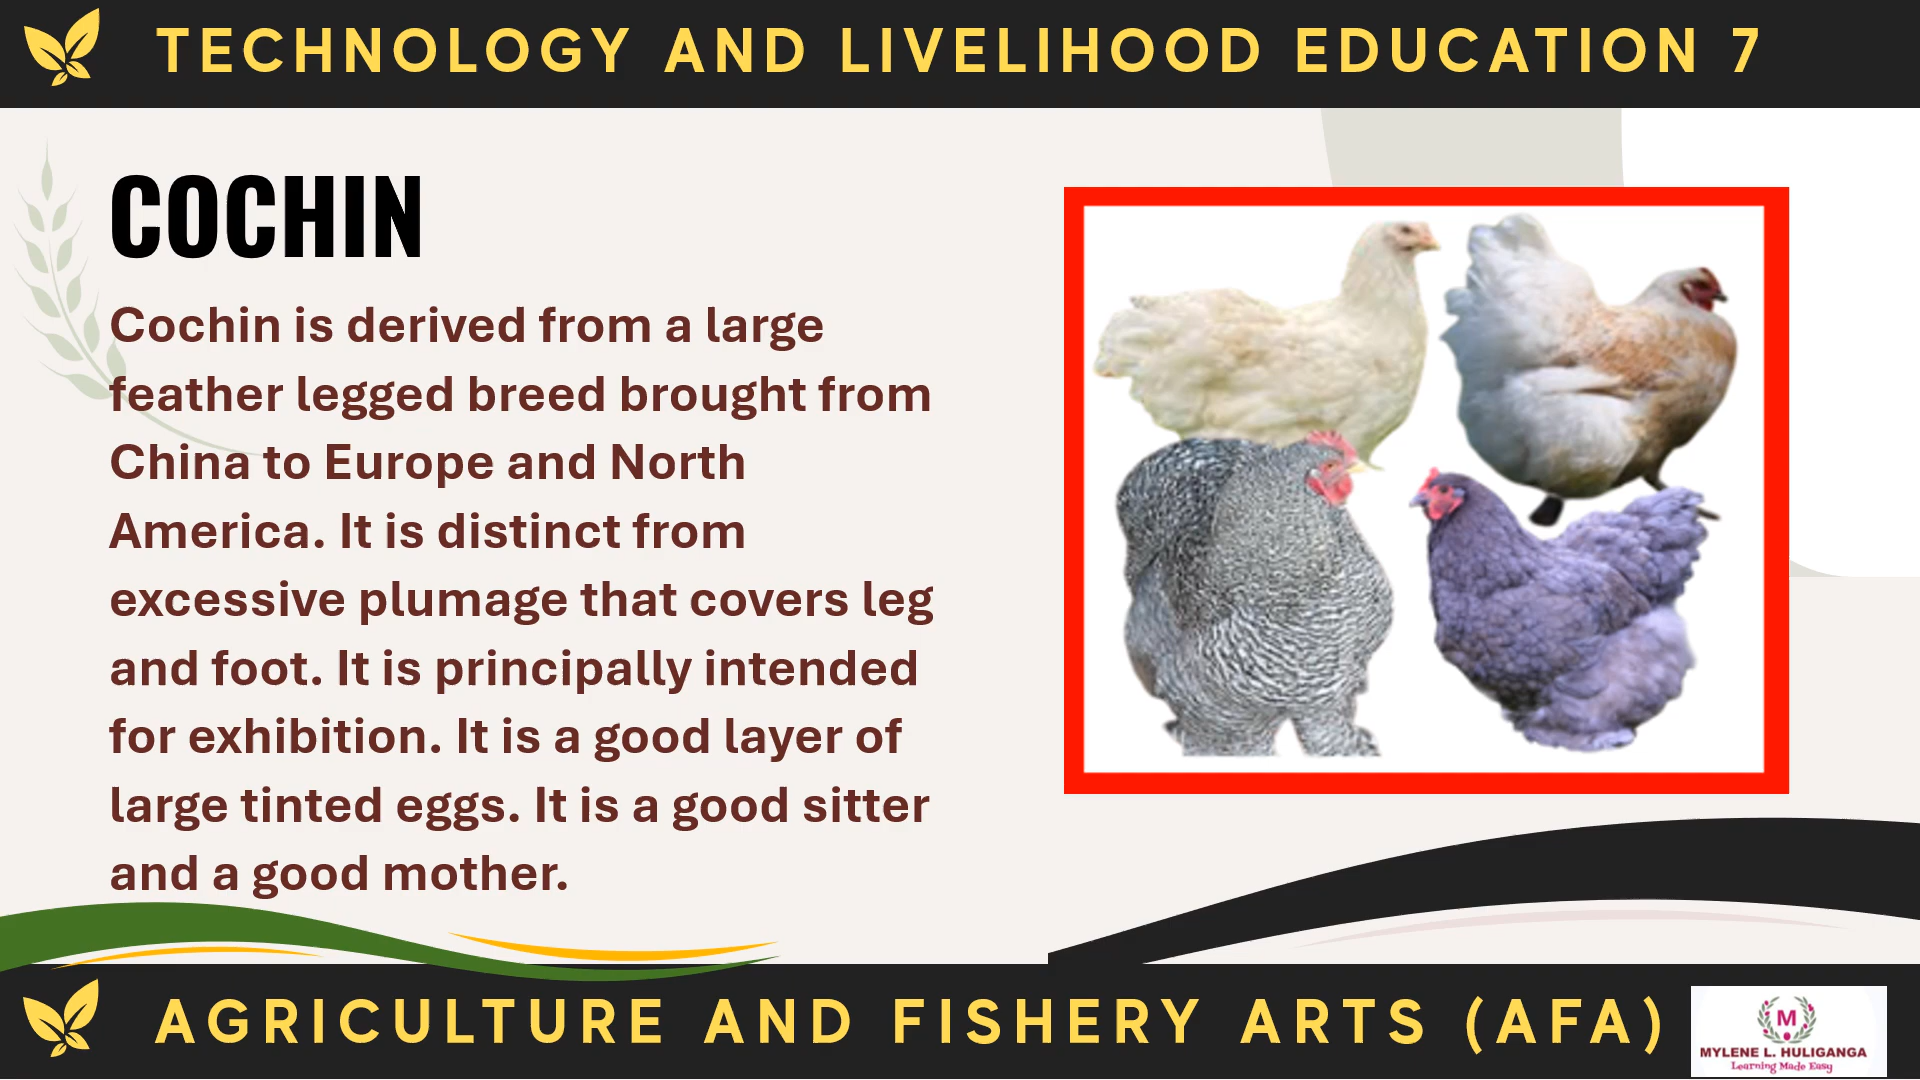 TECHNOLOGY AND LIVELIHOOD EDUCATION 7
COCHIN
Cochin is derived from a large
feather legged breed brought from
China to Europe and North
America. It is distinct from
excessive plumage that covers leg
and foot. It is principally intended
for exhibition. It is a good layer of
large tinted eggs. It is a good sitter
and a good mother.
AGRICULTURE AND FISHERY ARTS (AFA)
M
MYLENE L. HULIGANGA
Learning Made Easy